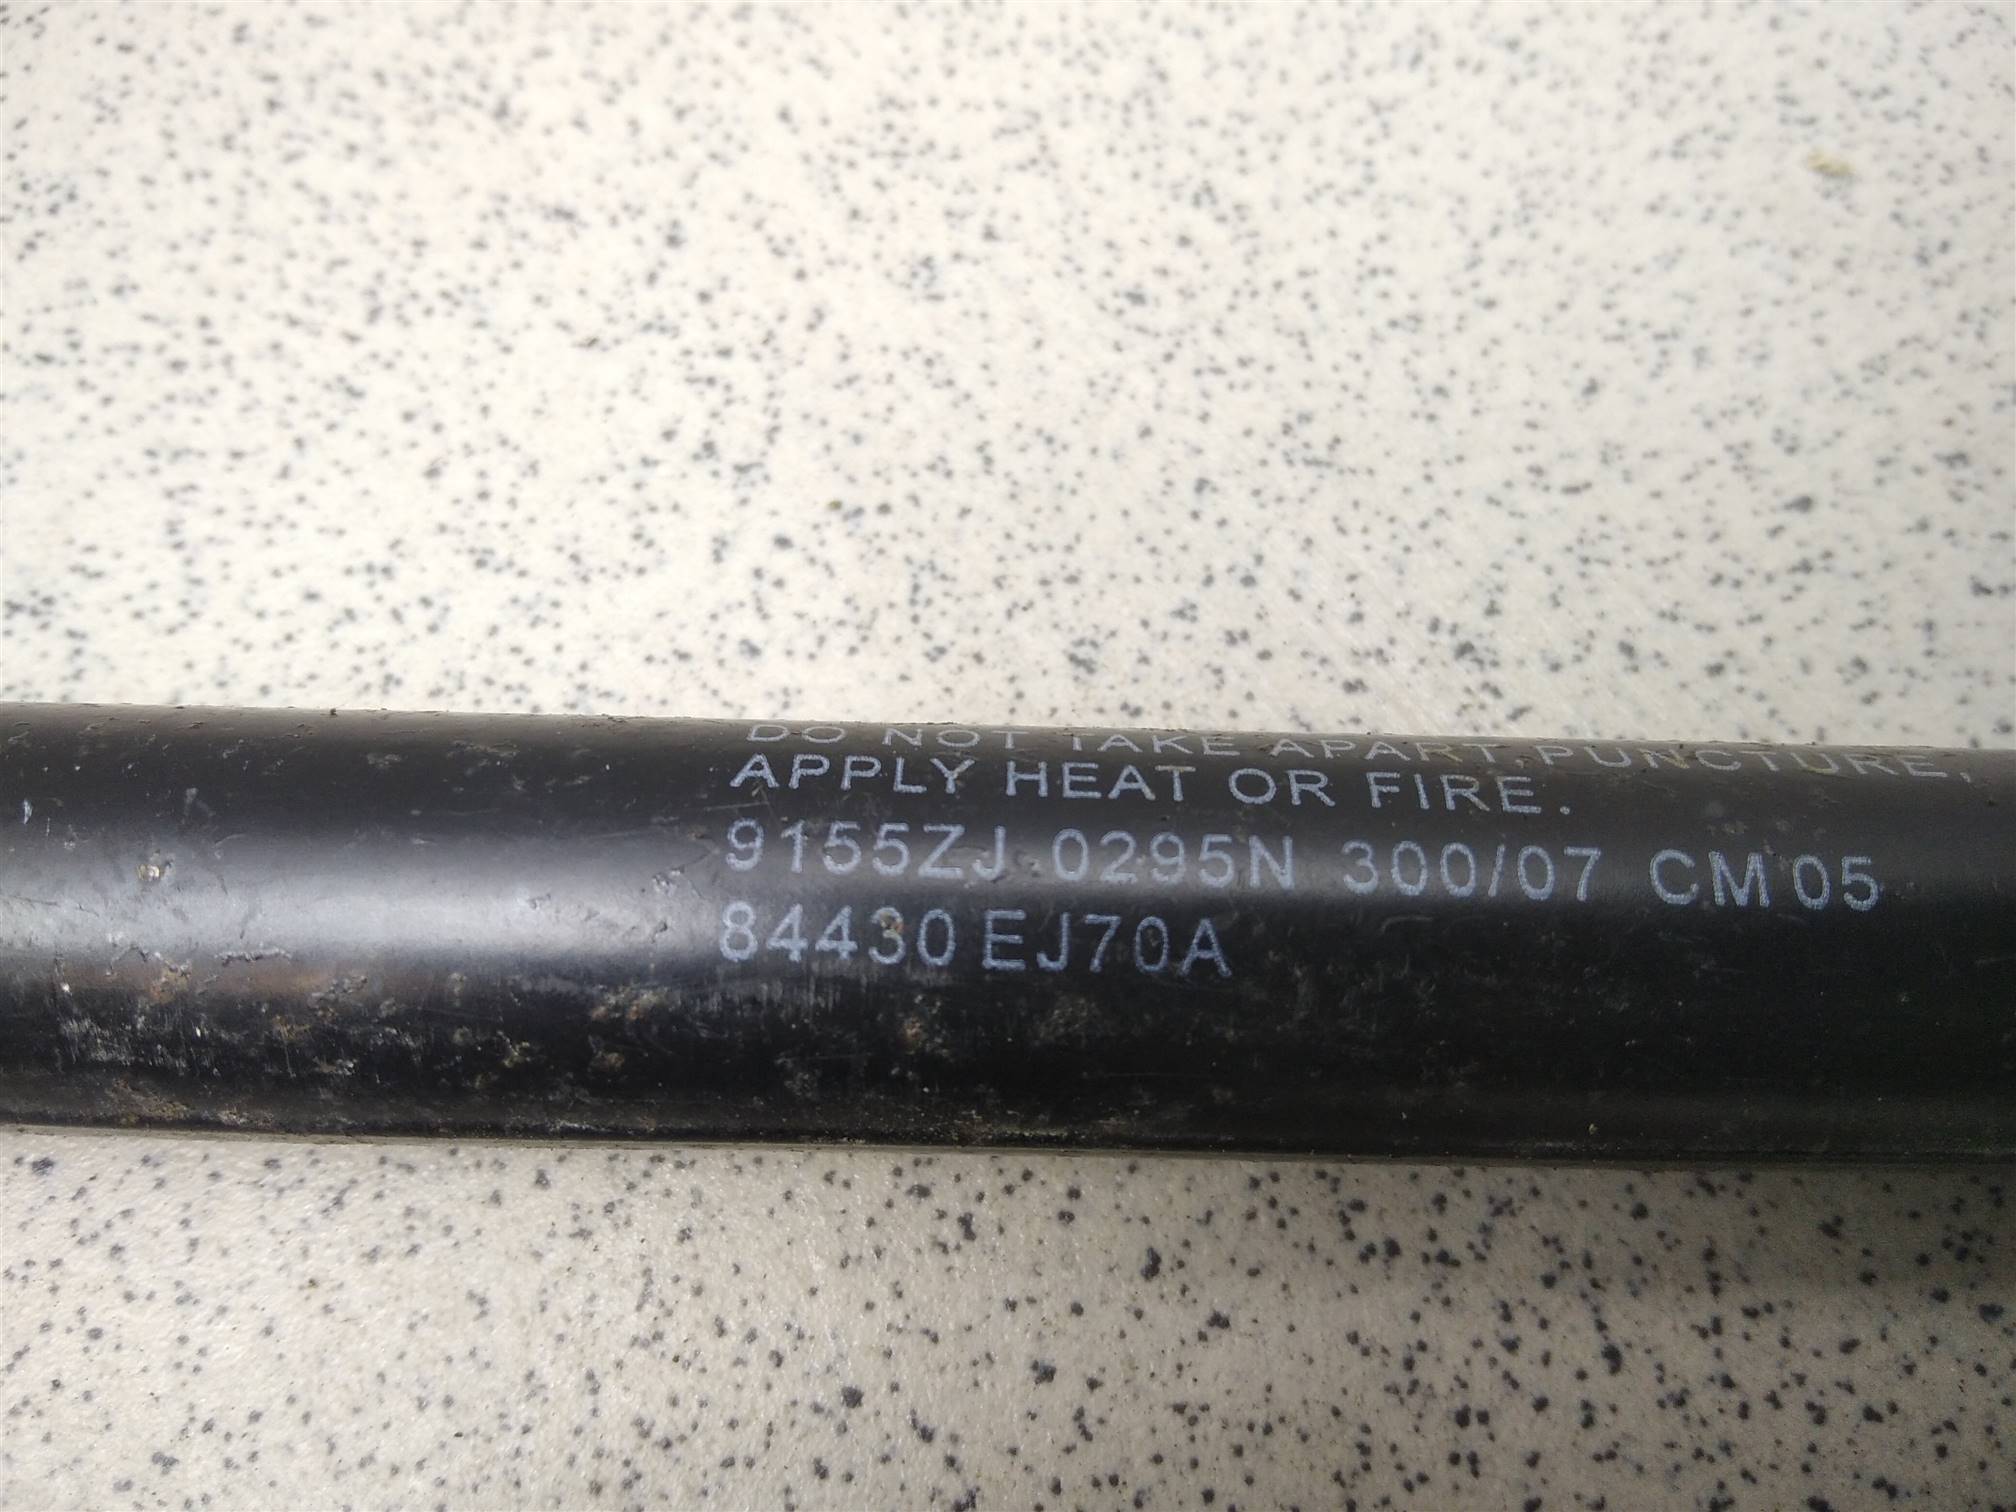 DO NOT TAKE APART, PUNCTURE,
APPLY HEAT OR FIRE.
9155ZJ 0295N 300/07 CM 05
84430 EJ70A